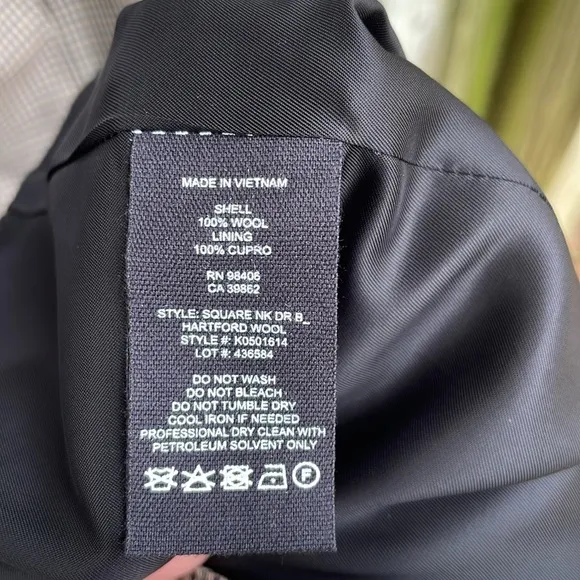 MADE IN VIETNAM
SHELL
100% WOOL
LINING
100% CUPRO
RN 98406
CA 39862
STYLE: SQUARE NK DR B_
HARTFORD WOOL
STYLE #: K0501614
LOT #: 436584
DO NOT WASH
DO NOT BLEACH
DO NOT TUMBLE DRY
COOL IRON IF NEEDED
PROFESSIONAL DRY CLEAN WITH
PETROLEUM SOLVENT ONLY
F